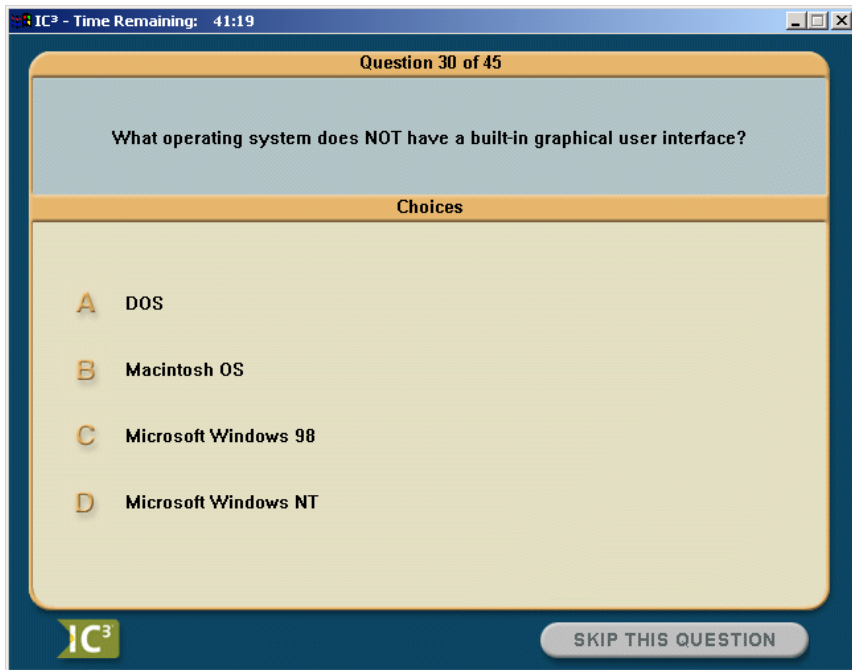 IC³ - Time Remaining: 41:19
Question 30 of 45
What operating system does NOT have a built-in graphical user interface?
Choices
A DOS
B Macintosh OS
C Microsoft Windows 98
D Microsoft Windows NT
IC³
SKIP THIS QUESTION